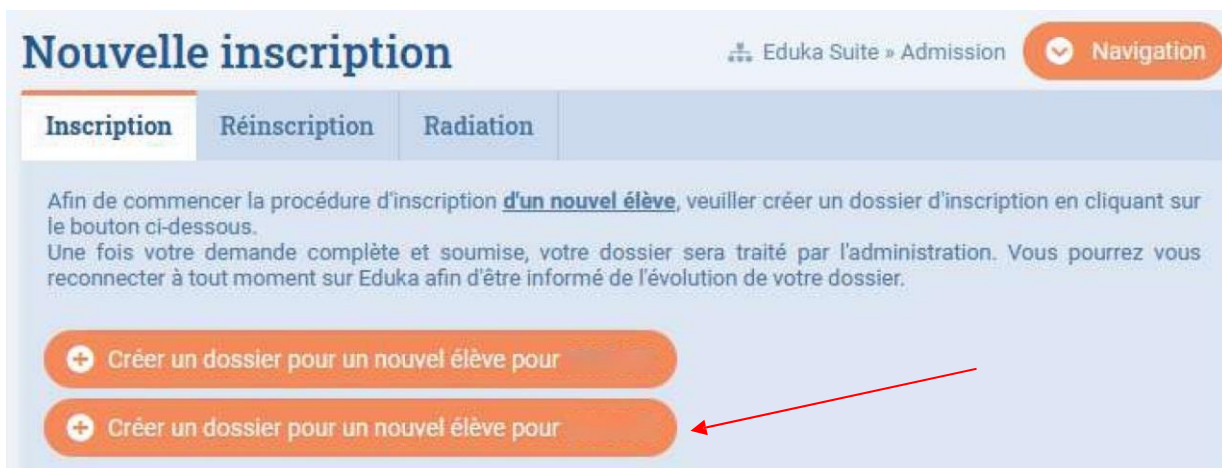 Nouvelle inscription
Eduka Suite » Admission
Navigation
Inscription
Réinscription
Radiation
Afin de commencer la procédure d'inscription d'un nouvel élève, veuiller créer un dossier d'inscription en cliquant sur
le bouton ci-dessous.
Une fois votre demande complète et soumise, votre dossier sera traité par l'administration. Vous pourrez vous
reconnecter à tout moment sur Eduka afin d'être informé de l'évolution de votre dossier.
Créer un dossier pour un nouvel élève pour
Créer un dossier pour un nouvel élève pour